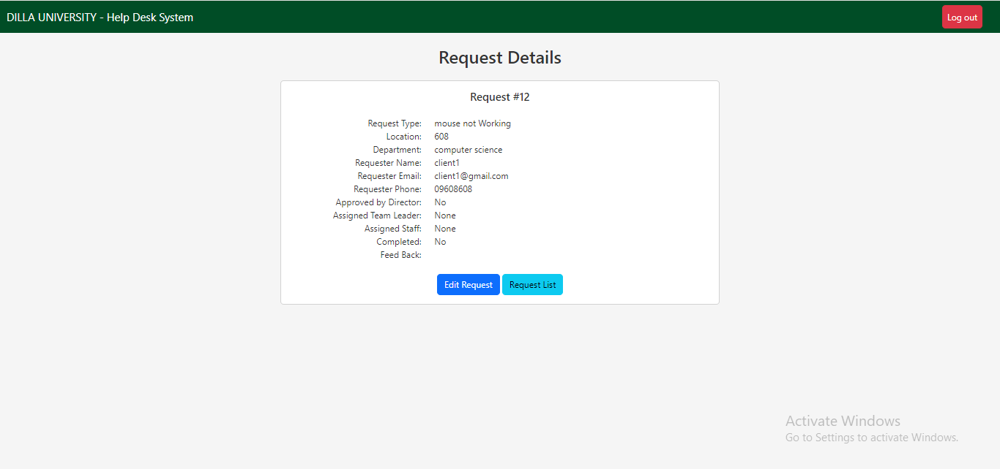 DILLA UNIVERSITY - Help Desk System
Log out
Request Details
Request #12
Request Type: mouse not Working
Location: 608
Department: computer science
Requester Name: client1
Requester Email: client1@gmail.com
Requester Phone: 09608608
Approved by Director: No
Assigned Team Leader: None
Assigned Staff: None
Completed: No
Feed Back:
Edit Request Request List
Activate Windows
Go to Settings to activate Windows.